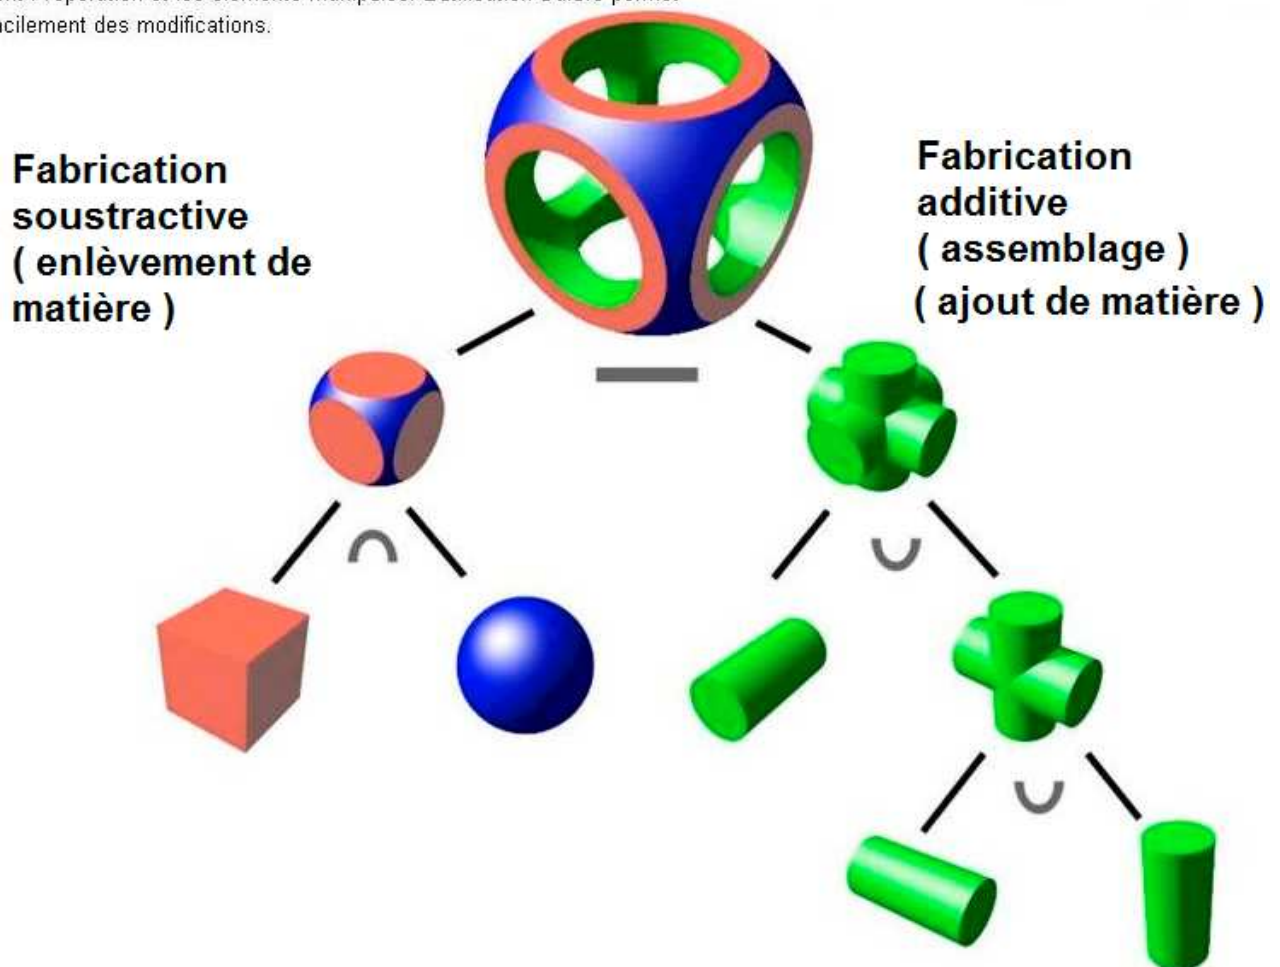 facilement des modifications.
Fabrication
soustractive
( enlèvement de
matière )
Fabrication
additive
( assemblage )
( ajout de matière )